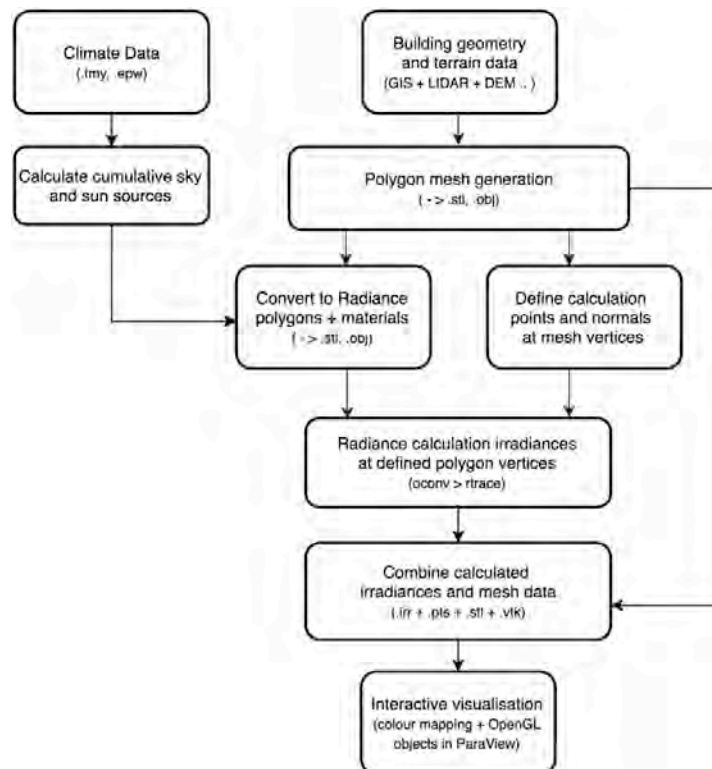 Climate Data
(.tmy, .epw)
Building geometry
and terrain data
(GIS + LIDAR + DEM .. )
Calculate cumulative sky
and sun sources
Polygon mesh generation
( - > .stl, .obj)
Convert to Radiance
polygons + materials
( - > .stl, .obj)
Define calculation
points and normals
at mesh vertices
Radiance calculation irradiances
at defined polygon vertices
(oconv > rtrace)
Combine calculated
irradiances and mesh data
(.irr + .pts + .stl + .vtk)
Interactive visualisation
(colour mapping + OpenGL
objects in ParaView)